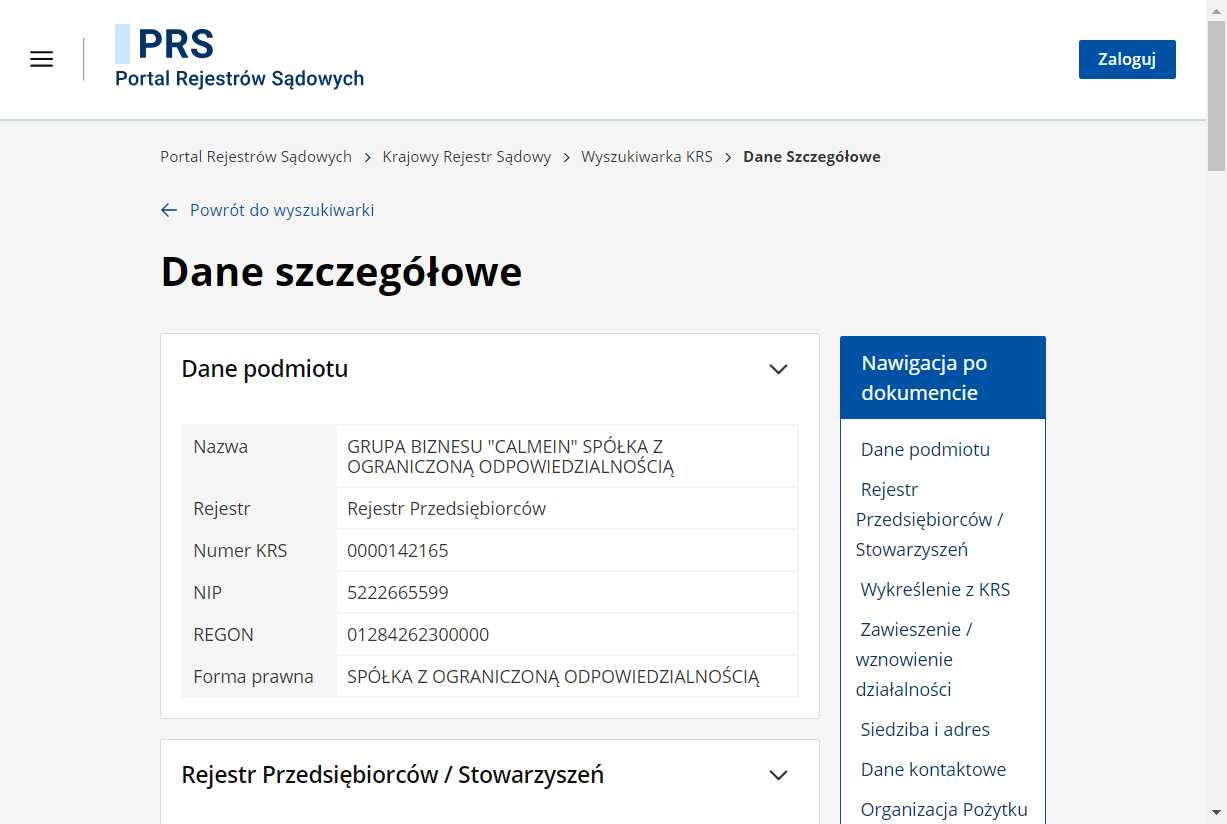 PRS
Portal Rejestrów Sądowych
Zaloguj
Portal Rejestrów Sądowych > Krajowy Rejestr Sądowy > Wyszukiwarka KRS > Dane Szczegółowe
← Powrót do wyszukiwarki
Dane szczegółowe
Dane podmiotu
Nazwa GRUPA BIZNESU "CALMEIN" SPÓŁKA Z
OGRANICZONĄ ODPOWIEDZIALNOŚCIĄ
Rejestr Rejestr Przedsiębiorców
Numer KRS 0000142165
NIP 5222665599
REGON 01284262300000
Forma prawna SPÓŁKA Z OGRANICZONĄ ODPOWIEDZIALNOŚCIĄ
Rejestr Przedsiębiorców / Stowarzyszeń
Nawigacja po
dokumencie
Dane podmiotu
Rejestr
Przedsiębiorców /
Stowarzyszeń
Wykreślenie z KRS
Zawieszenie /
wznowienie
działalności
Siedziba i adres
Dane kontaktowe
Organizacja Pożytku